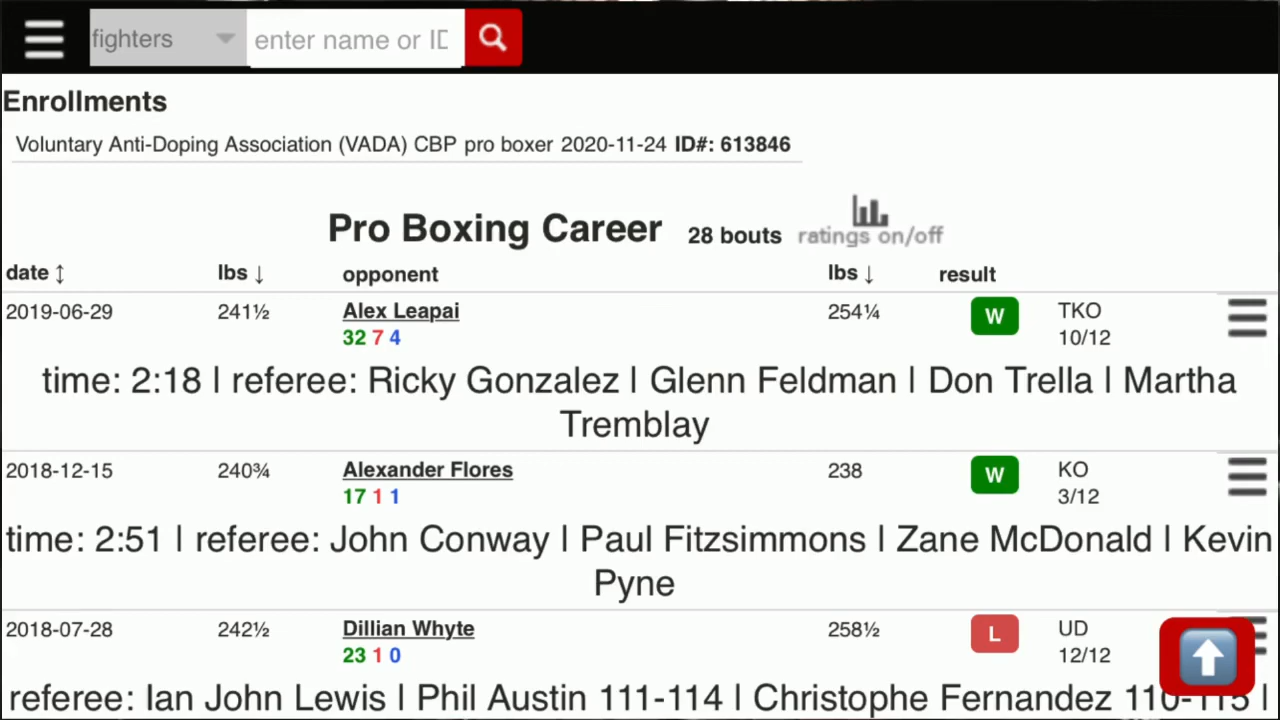 fighters enter name or ID
Enrollments
Voluntary Anti-Doping Association (VADA) CBP pro boxer 2020-11-24 ID#: 613846
Pro Boxing Career 28 bouts ratings on/off
date ↕ lbs ↓ opponent lbs ↓ result
2019-06-29 241½ Alex Leapai 254¼ W TKO
32 7 4 10/12
time: 2:18 | referee: Ricky Gonzalez | Glenn Feldman | Don Trella | Martha
Tremblay
2018-12-15 240¾ Alexander Flores 238 W KO
17 1 1 3/12
time: 2:51 | referee: John Conway | Paul Fitzsimmons | Zane McDonald | Kevin
Pyne
2018-07-28 242½ Dillian Whyte 258½ L UD
23 1 0 12/12
referee: Ian John Lewis | Phil Austin 111-114 | Christophe Fernandez 110-115 |